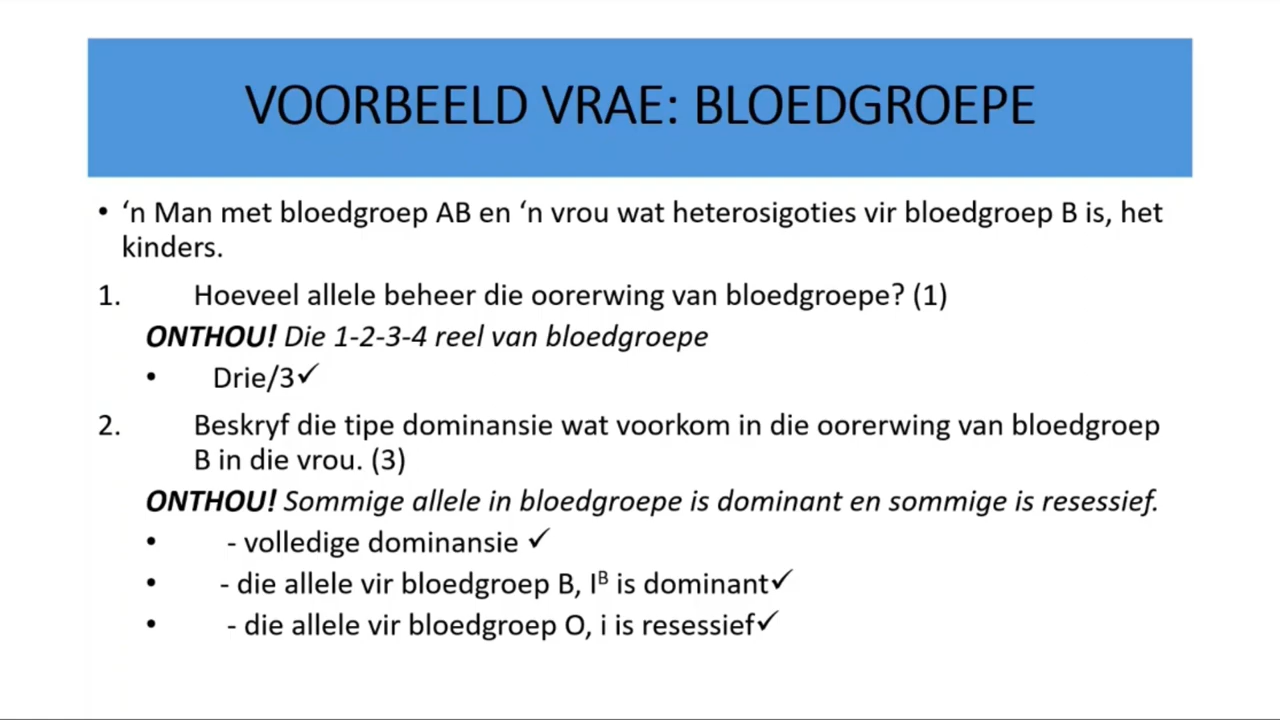 VOORBEELD VRAE: BLOEDGROEPE
• ‘n Man met bloedgroep AB en ‘n vrou wat heterosigoties vir bloedgroep B is, het
kinders.
1. Hoeveel allele beheer die oorerwing van bloedgroepe? (1)
ONTHOU! Die 1-2-3-4 reel van bloedgroepe
• Drie/3✓
2. Beskryf die tipe dominansie wat voorkom in die oorerwing van bloedgroep
B in die vrou. (3)
ONTHOU! Sommige allele in bloedgroepe is dominant en sommige is resessief.
• - volledige dominansie ✓
• - die allele vir bloedgroep B, Iᴮ is dominant✓
• - die allele vir bloedgroep O, i is resessief✓